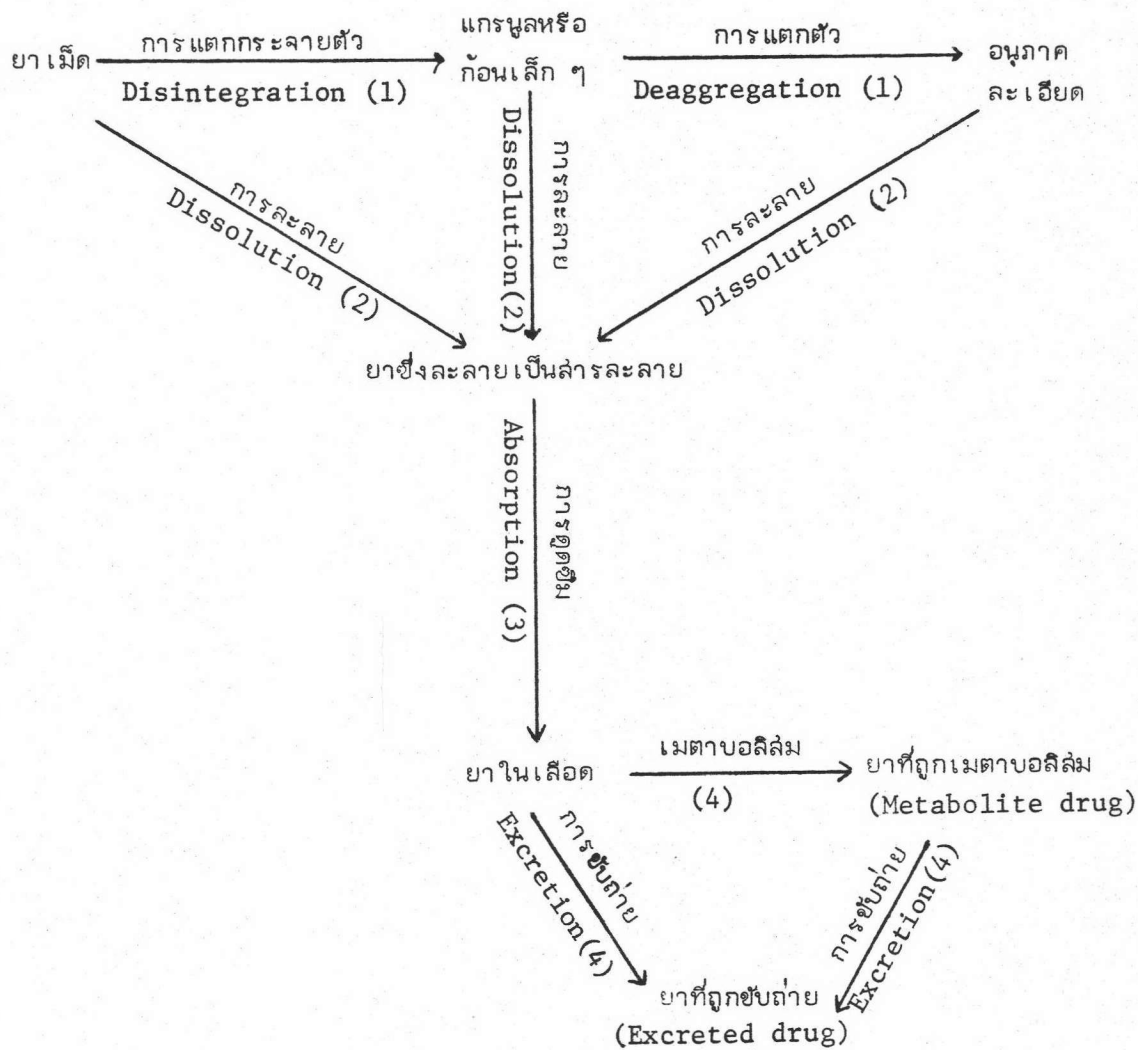 ยาเม็ด
การแตกกระจายตัว
Disintegration (1)
แกรนูลหรือ
ก้อนเล็ก ๆ
การแตกตัว
Deaggregation (1)
อนุภาค
ละเอียด
การละลาย
Dissolution (2)
การละลาย
Dissolution(2)
การละลาย
Dissolution (2)
ยาซึ่งละลายเป็นสารละลาย
Absorption (3)
การดูดซึม
ยาในเลือด
เมตาบอลิสม
(4)
ยาที่ถูกเมตาบอลิสม
(Metabolite drug)
การขับถ่าย
Excretion(4)
การขับถ่าย
Excretion(4)
ยาที่ถูกขับถ่าย
(Excreted drug)